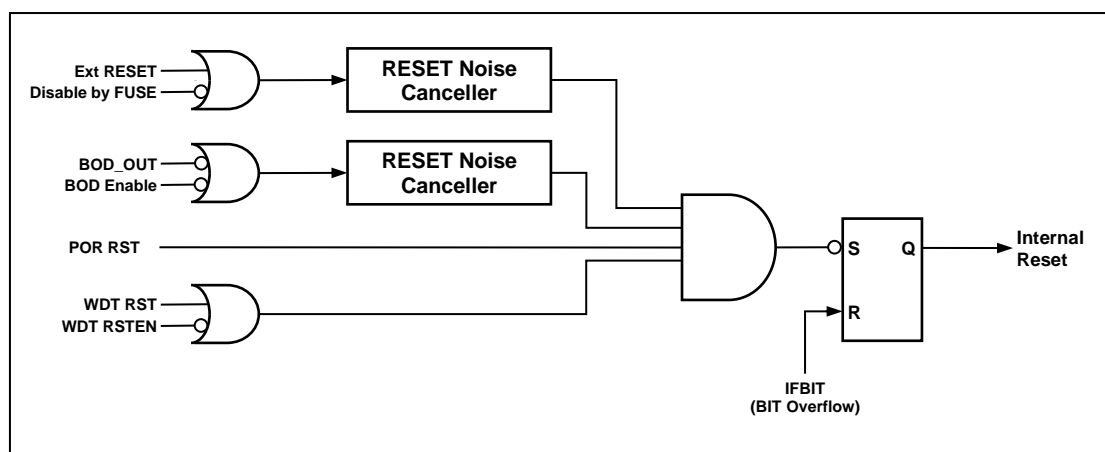 Ext RESET
Disable by FUSE
RESET Noise
Canceller
BOD_OUT
BOD Enable
RESET Noise
Canceller
POR RST
WDT RST
WDT RSTEN
S
Q
R
Internal
Reset
IFBIT
(BIT Overflow)